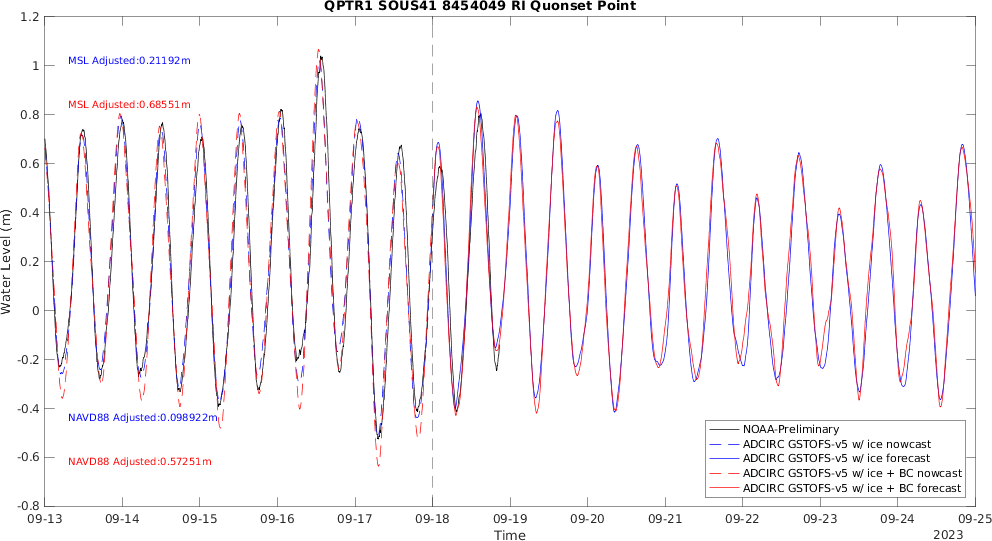 QPTR1 SOUS41 8454049 RI Quonset Point
1.2
1
0.8
0.6
0.4
0.2
0
-0.2
-0.4
-0.6
-0.8
Water Level (m)
MSL Adjusted:0.21192m
MSL Adjusted:0.68551m
NAVD88 Adjusted:0.098922m
NAVD88 Adjusted:0.57251m
NOAA-Preliminary
ADCIRC GSTOFS-v5 w/ ice nowcast
ADCIRC GSTOFS-v5 w/ ice forecast
ADCIRC GSTOFS-v5 w/ ice + BC nowcast
ADCIRC GSTOFS-v5 w/ ice + BC forecast
09-13 09-14 09-15 09-16 09-17 09-18 09-19 09-20 09-21 09-22 09-23 09-24 09-25
Time
2023